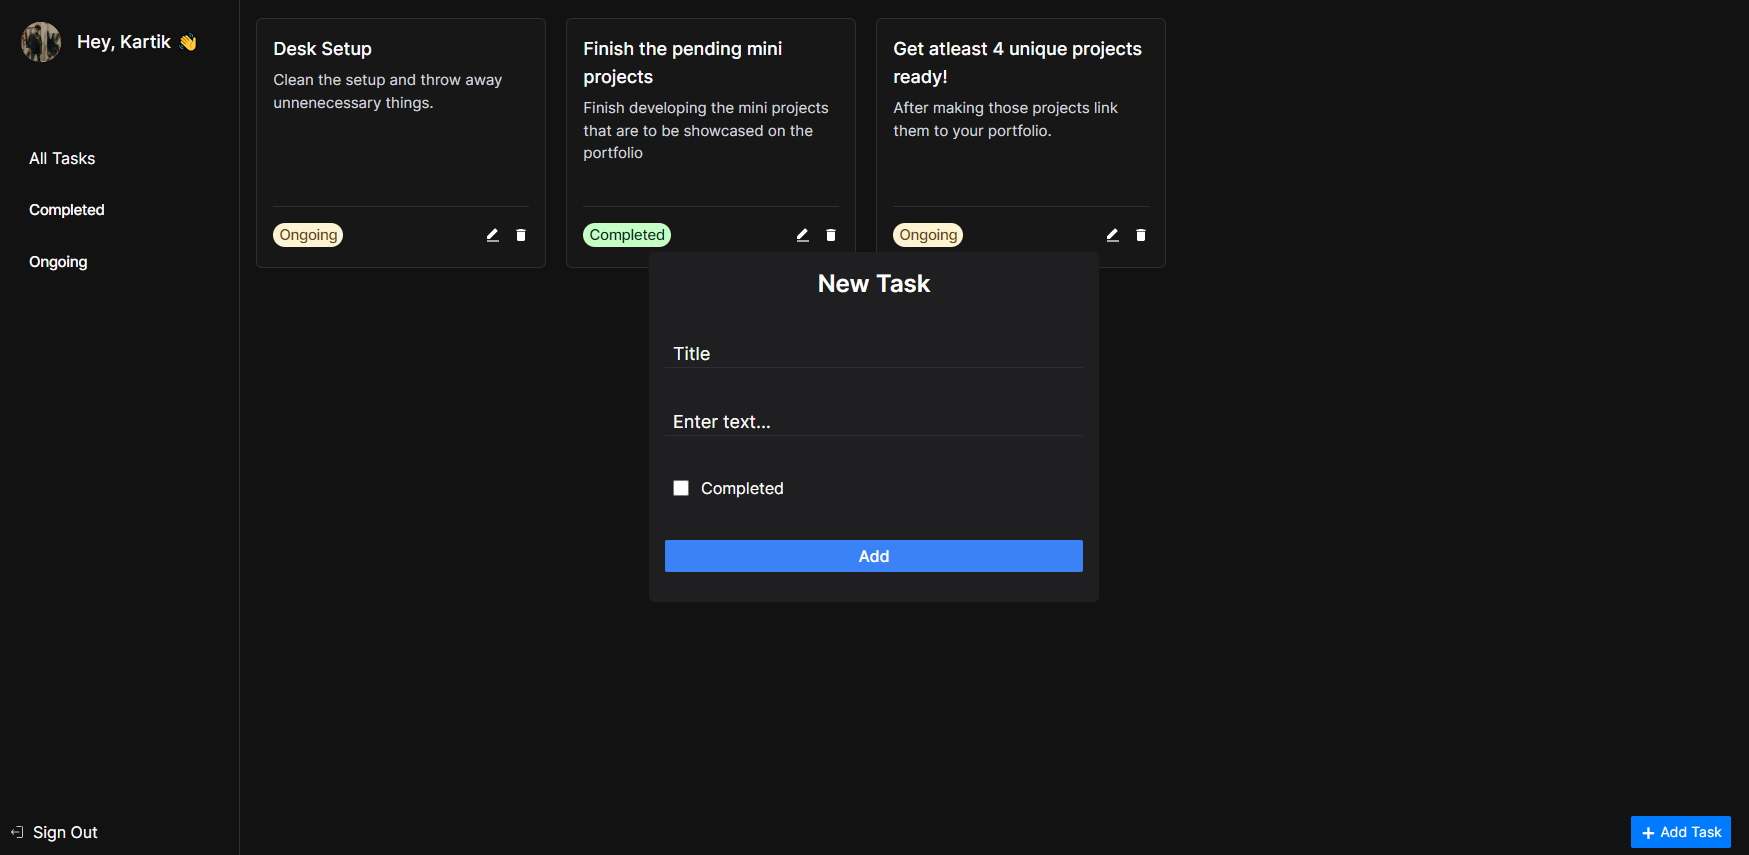 Hey, Kartik 👋
All Tasks
Completed
Ongoing
Sign Out
Desk Setup
Clean the setup and throw away
unnenecessary things.
Ongoing
Finish the pending mini
projects
Finish developing the mini projects
that are to be showcased on the
portfolio
Completed
Get atleast 4 unique projects
ready!
After making those projects link
them to your portfolio.
Ongoing
New Task
Title
Enter text...
Completed
Add
+ Add Task